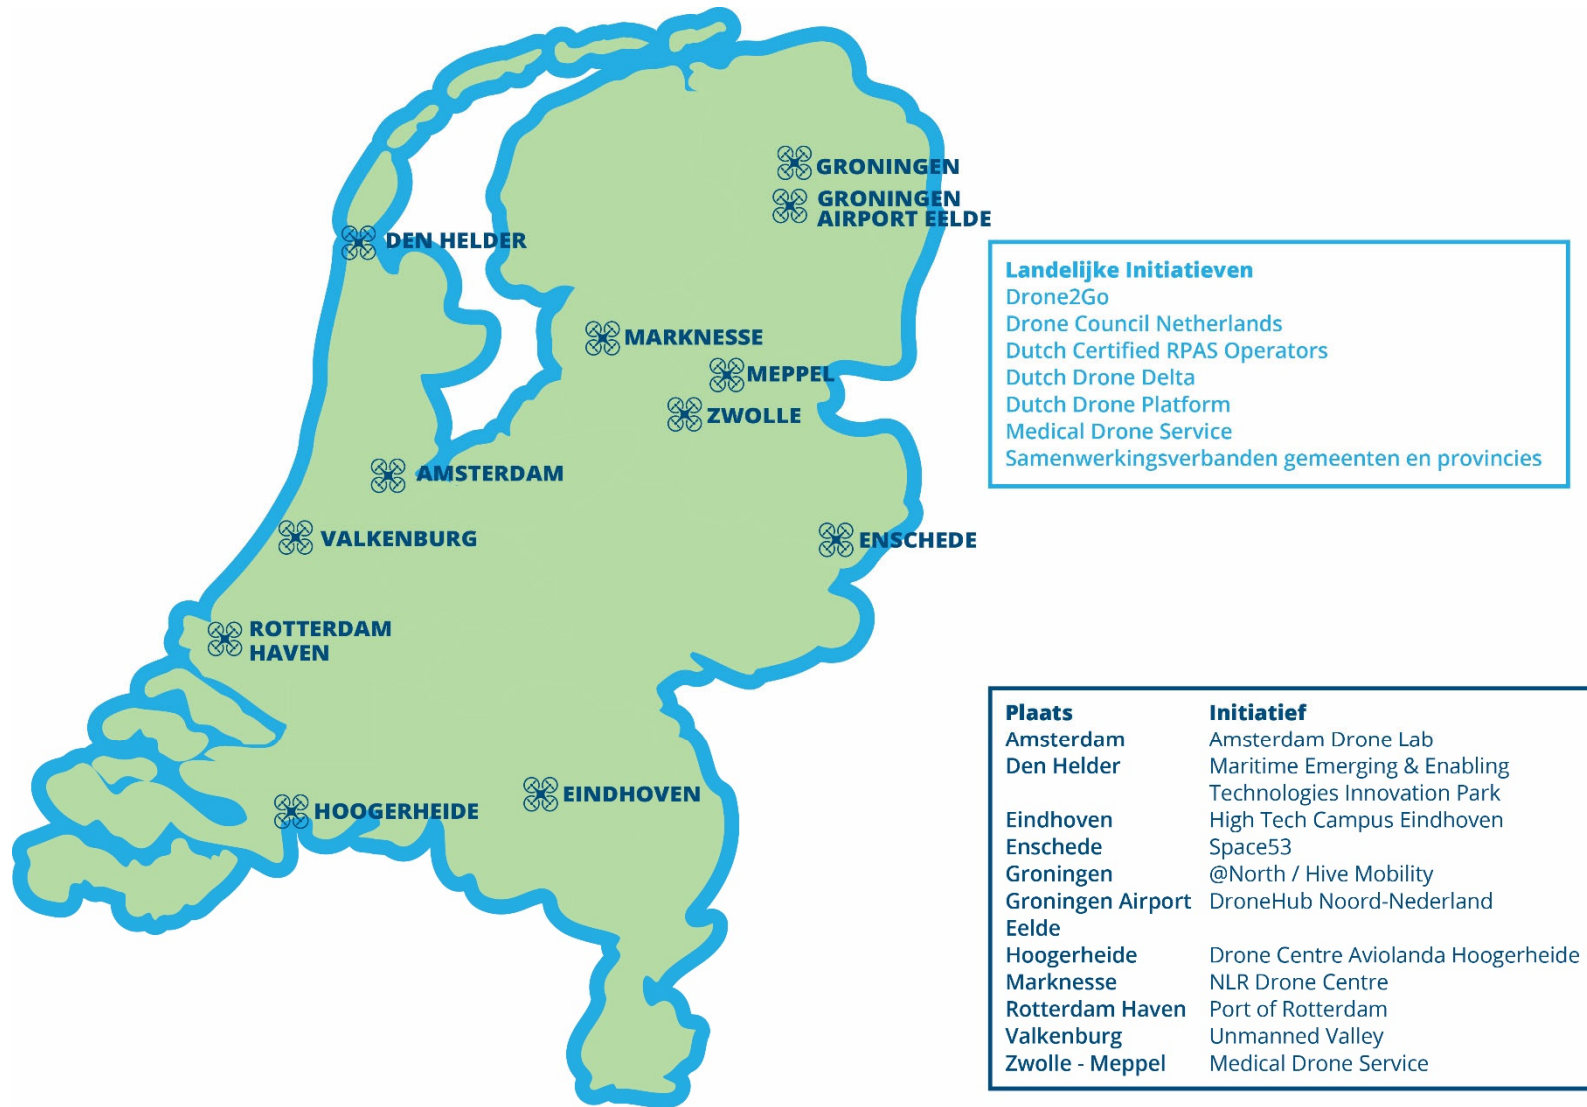 GRONINGEN
GRONINGEN
AIRPORT EELDE
DEN HELDER
MARKNESSE
MEPPEL
ZWOLLE
AMSTERDAM
VALKENBURG
ENSCHEDE
ROTTERDAM
HAVEN
EINDHOVEN
HOOGERHEIDE
Landelijke Initiatieven
Drone2Go
Drone Council Netherlands
Dutch Certified RPAS Operators
Dutch Drone Delta
Dutch Drone Platform
Medical Drone Service
Samenwerkingsverbanden gemeenten en provincies
Plaats Initiatief
Amsterdam Amsterdam Drone Lab
Den Helder Maritime Emerging & Enabling
Technologies Innovation Park
Eindhoven High Tech Campus Eindhoven
Enschede Space53
Groningen @North / Hive Mobility
Groningen Airport DroneHub Noord-Nederland
Eelde
Hoogerheide Drone Centre Aviolanda Hoogerheide
Marknesse NLR Drone Centre
Rotterdam Haven Port of Rotterdam
Valkenburg Unmanned Valley
Zwolle - Meppel Medical Drone Service